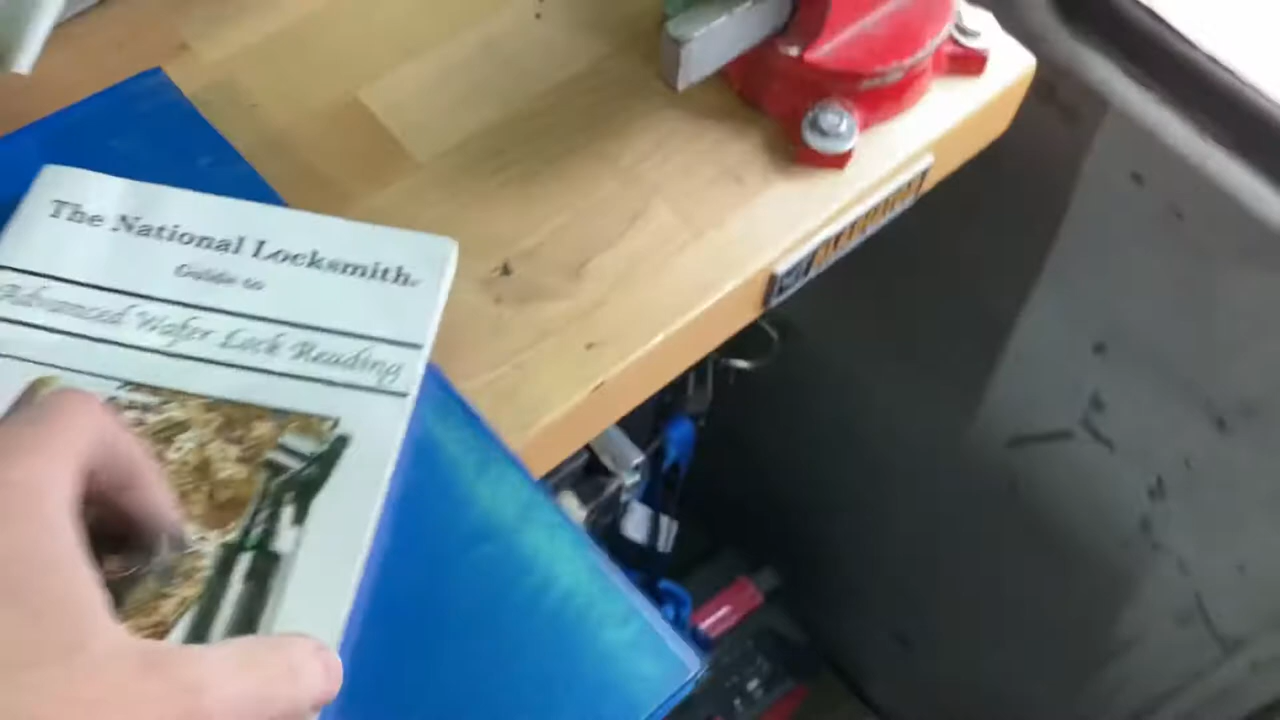 The National Locksmith
Guide to
Advanced Wafer Lock Reading